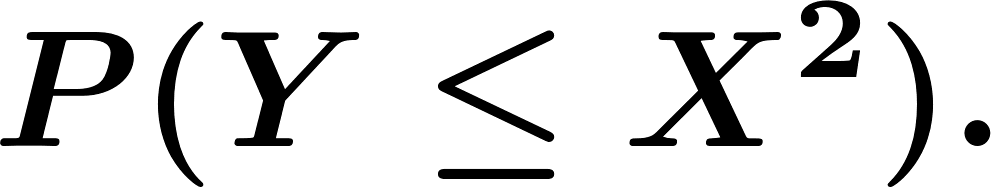 P(Y ≤ X²).